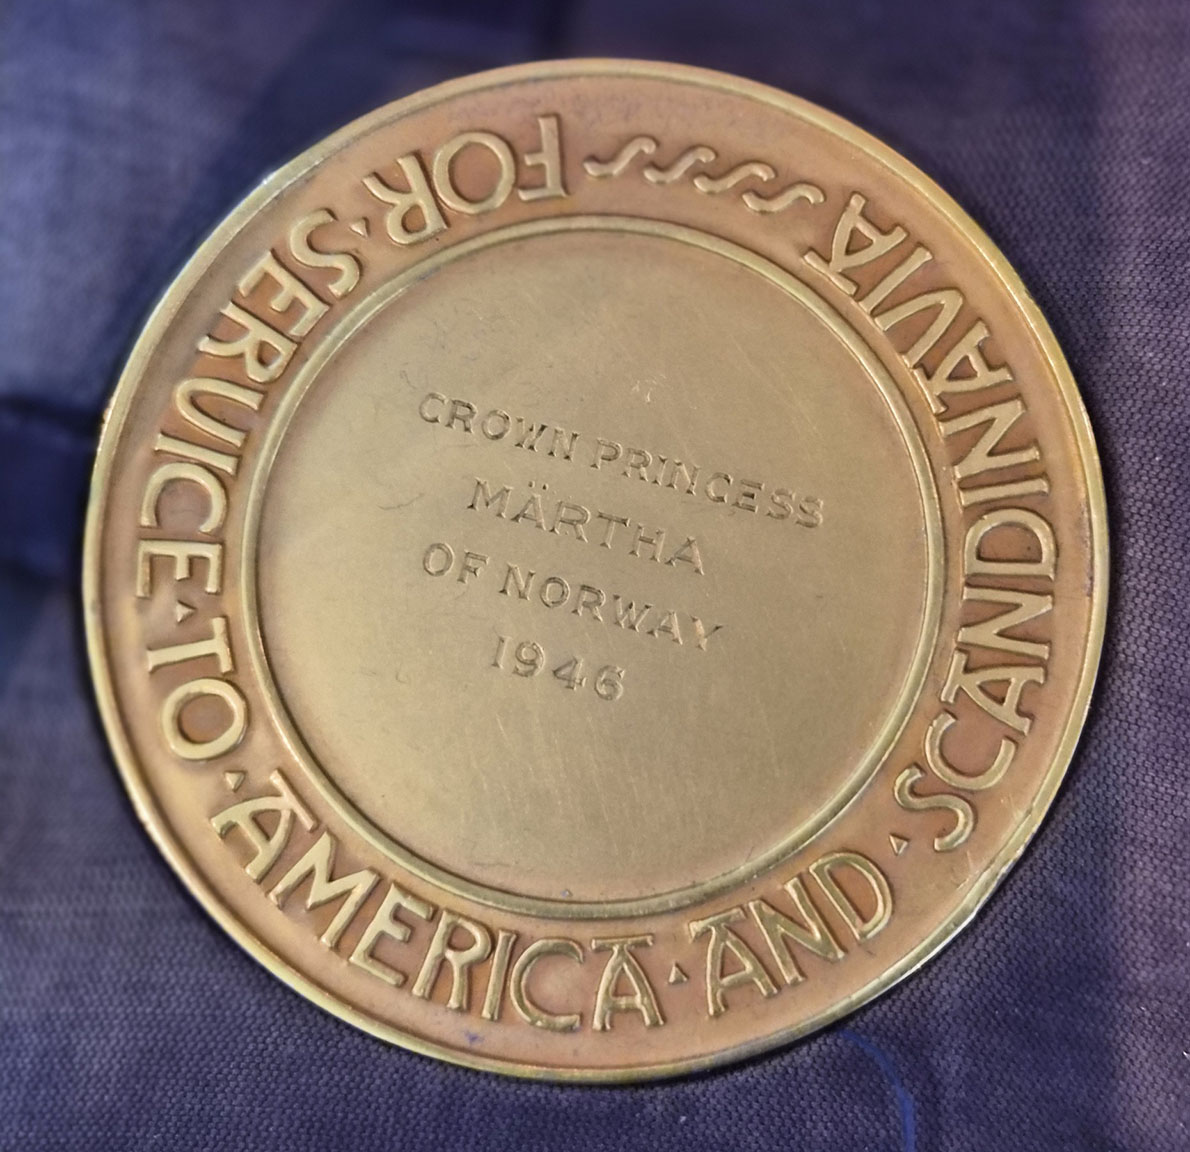 FOR · SERVICE · TO · AMERICA · AND · SCANDINAVIA
CROWN PRINCESS
MÄRTHA
OF NORWAY
1946